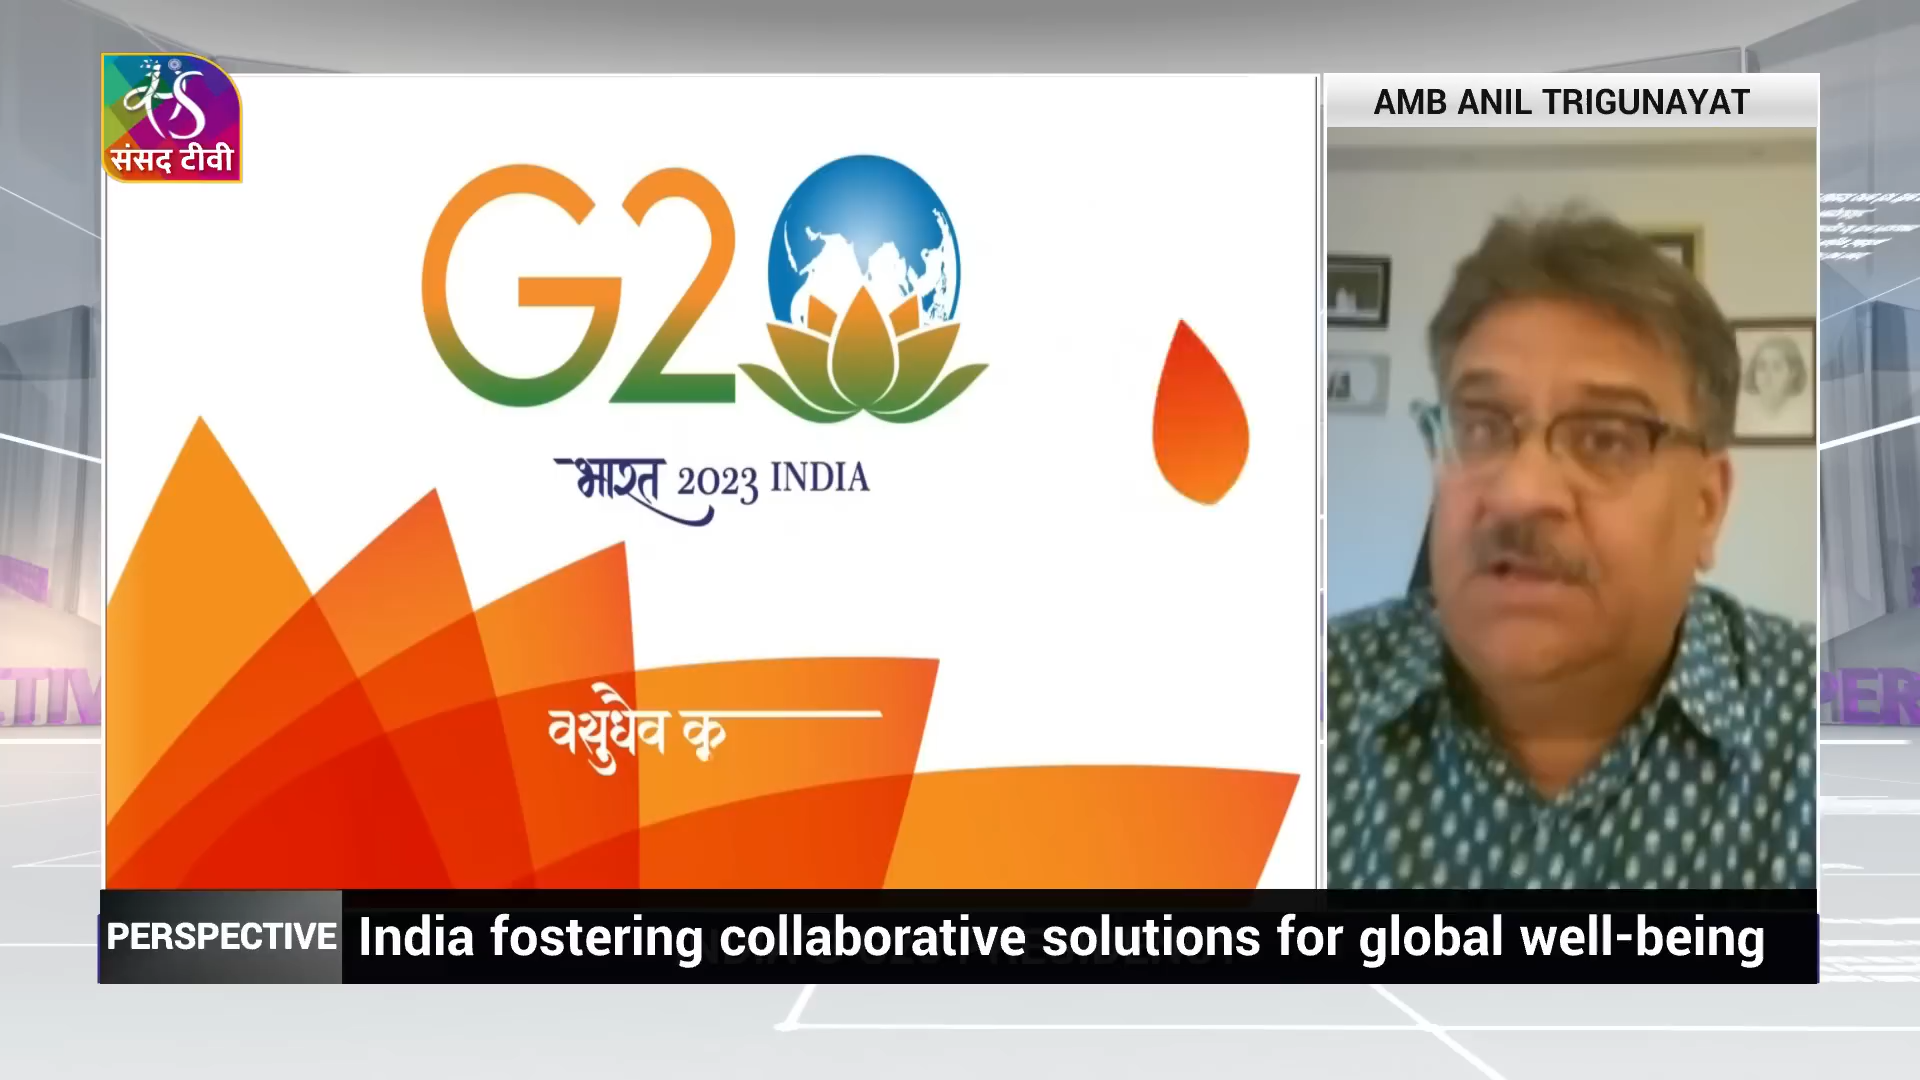 संसद टीवी
AMB ANIL TRIGUNAYAT
G20
भारत 2023 INDIA
वसुधैव कु
PERSPECTIVE
India fostering collaborative solutions for global well-being